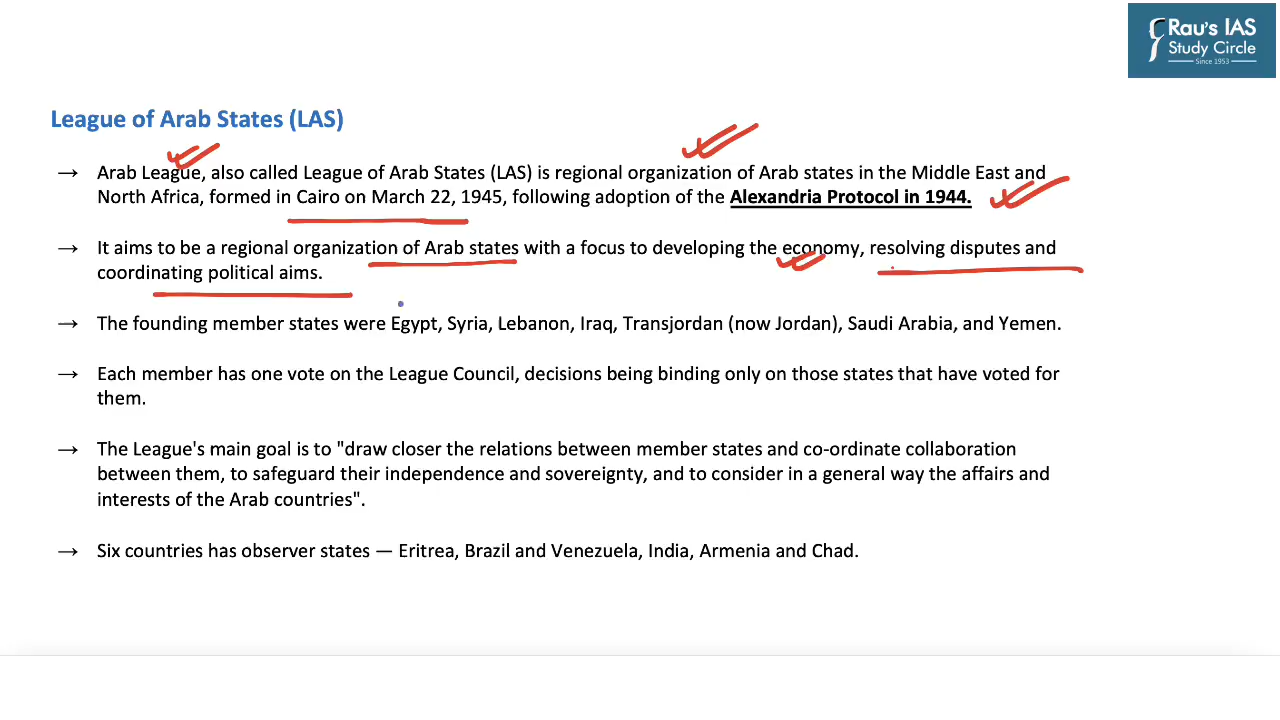 Rau's IAS
Study Circle
Since 1953
League of Arab States (LAS)
→ Arab League, also called League of Arab States (LAS) is regional organization of Arab states in the Middle East and
North Africa, formed in Cairo on March 22, 1945, following adoption of the Alexandria Protocol in 1944.
→ It aims to be a regional organization of Arab states with a focus to developing the economy, resolving disputes and
coordinating political aims.
→ The founding member states were Egypt, Syria, Lebanon, Iraq, Transjordan (now Jordan), Saudi Arabia, and Yemen.
→ Each member has one vote on the League Council, decisions being binding only on those states that have voted for
them.
→ The League's main goal is to "draw closer the relations between member states and co-ordinate collaboration
between them, to safeguard their independence and sovereignty, and to consider in a general way the affairs and
interests of the Arab countries".
→ Six countries has observer states — Eritrea, Brazil and Venezuela, India, Armenia and Chad.